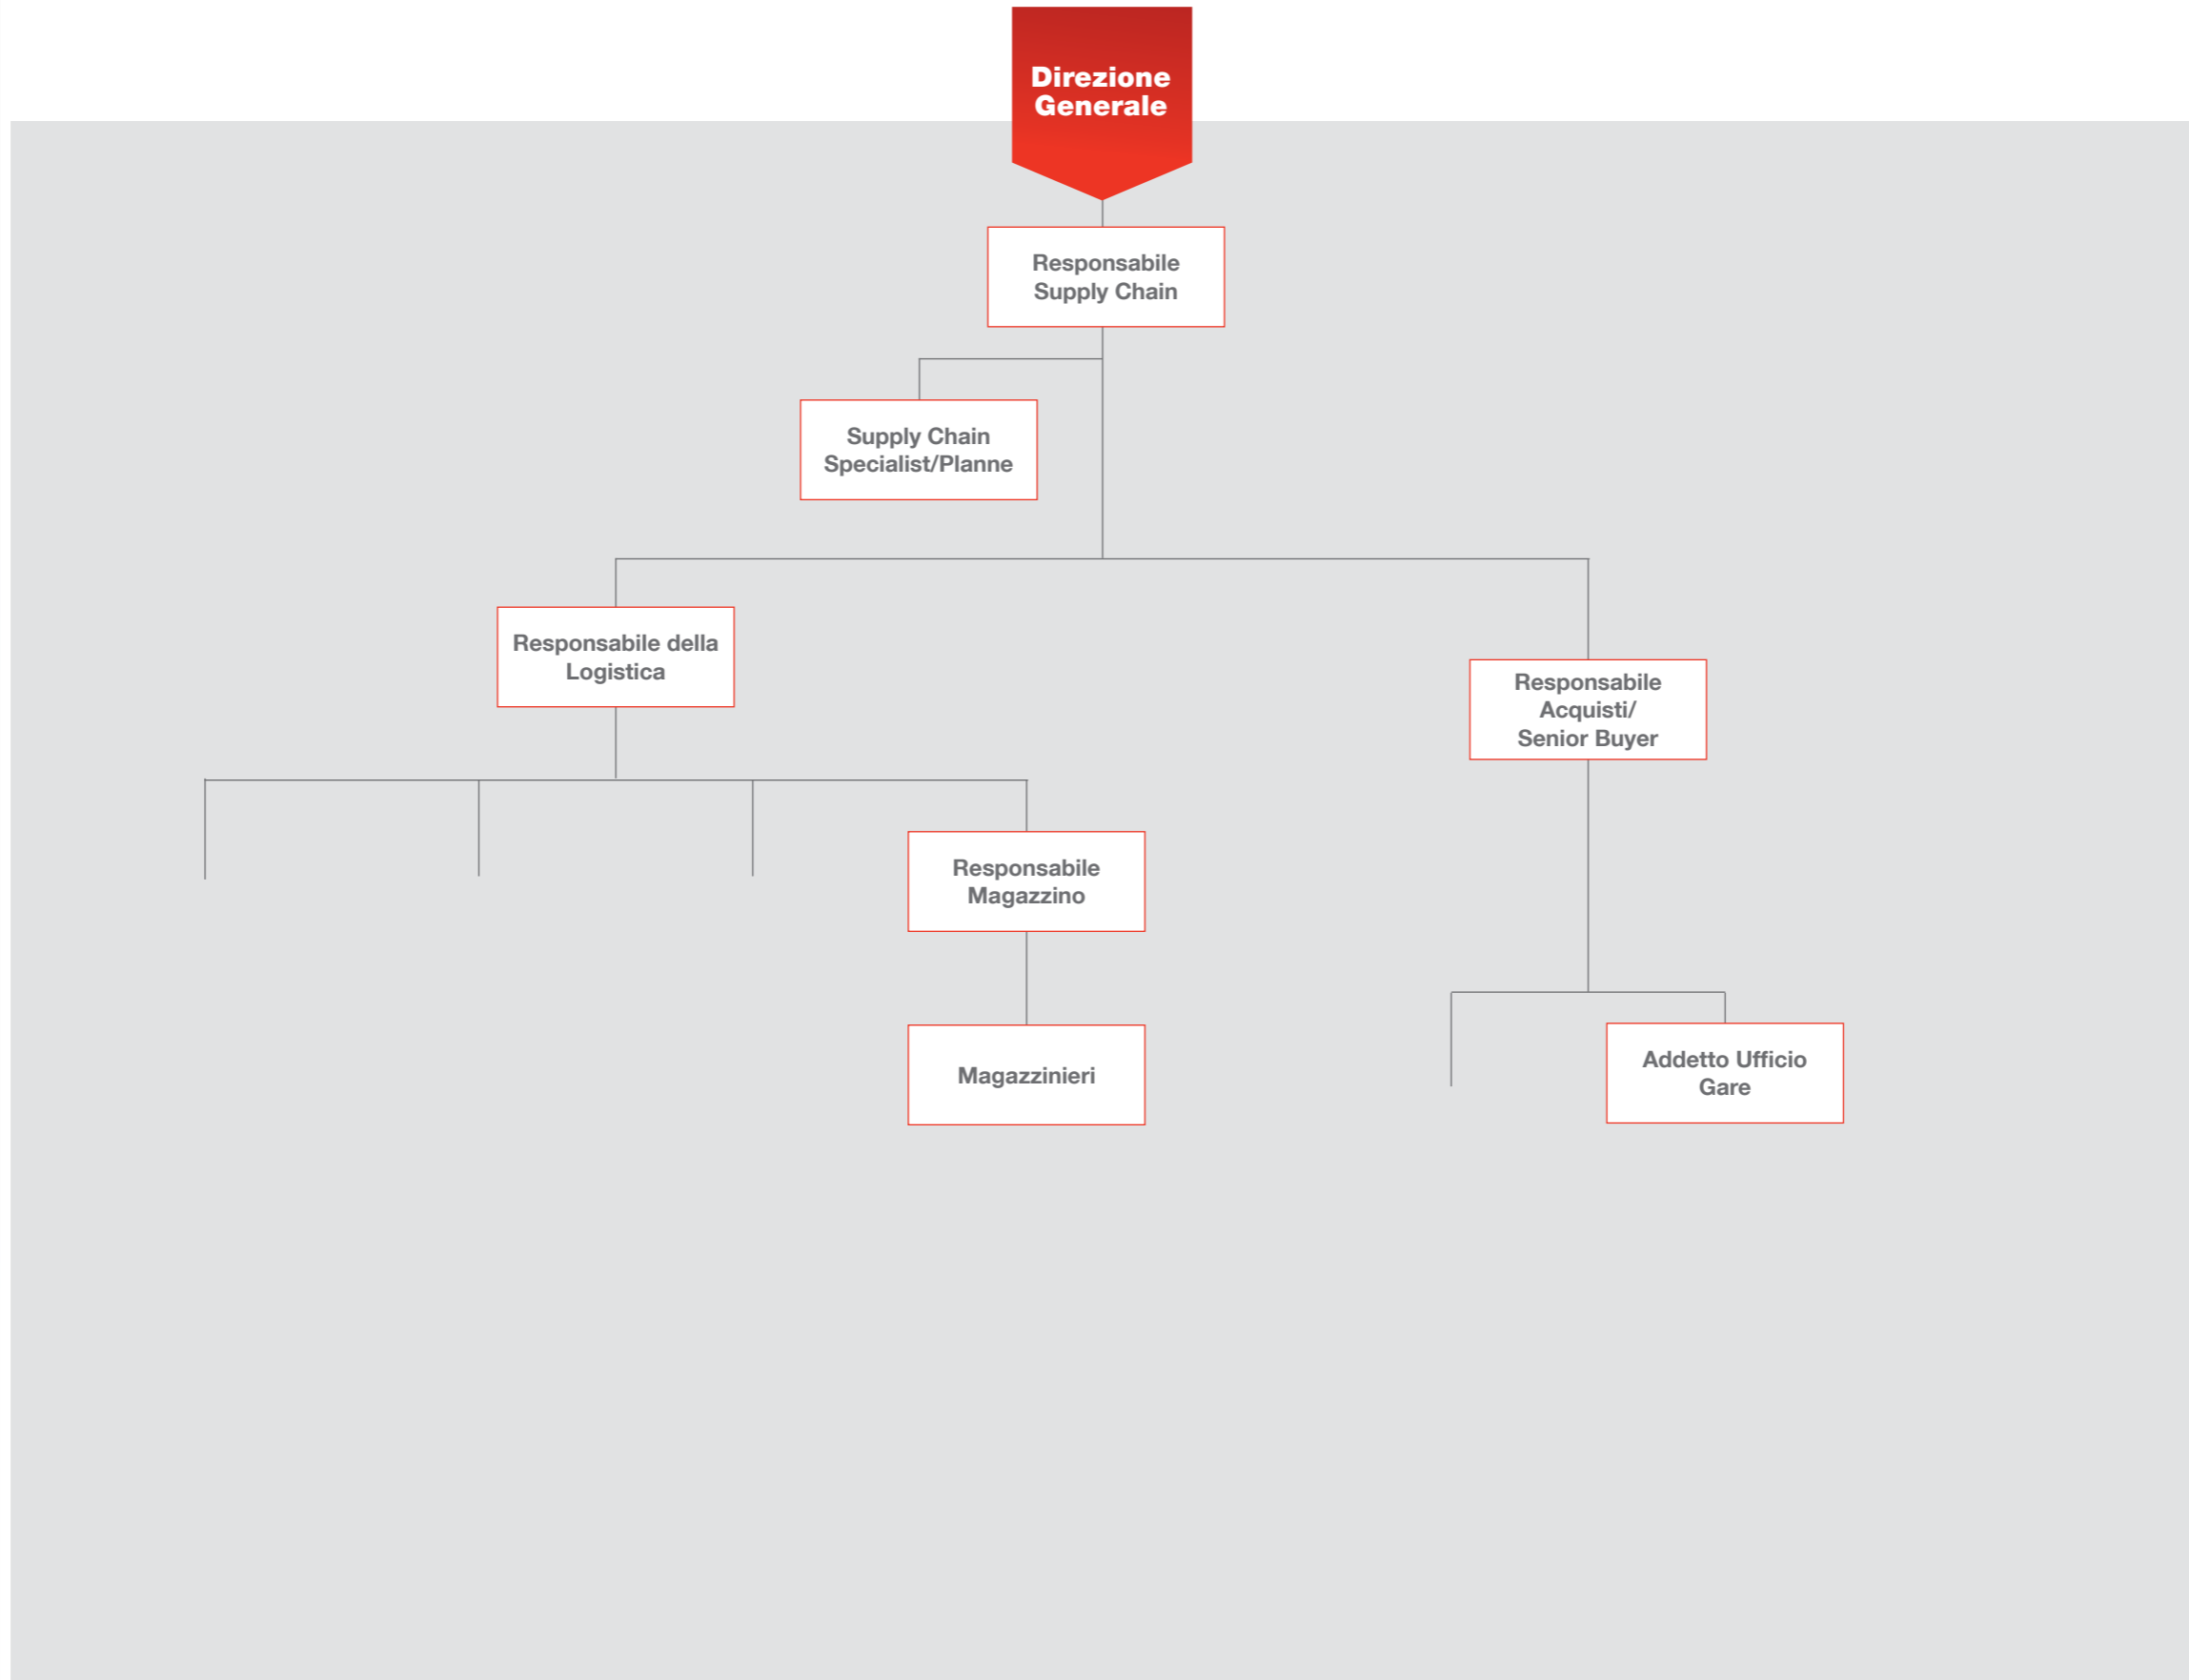 Direzione
Generale
Responsabile
Supply Chain
Supply Chain
Specialist/Planne
Responsabile della
Logistica
Responsabile
Acquisti/
Senior Buyer
Responsabile
Magazzino
Magazzinieri
Addetto Ufficio
Gare